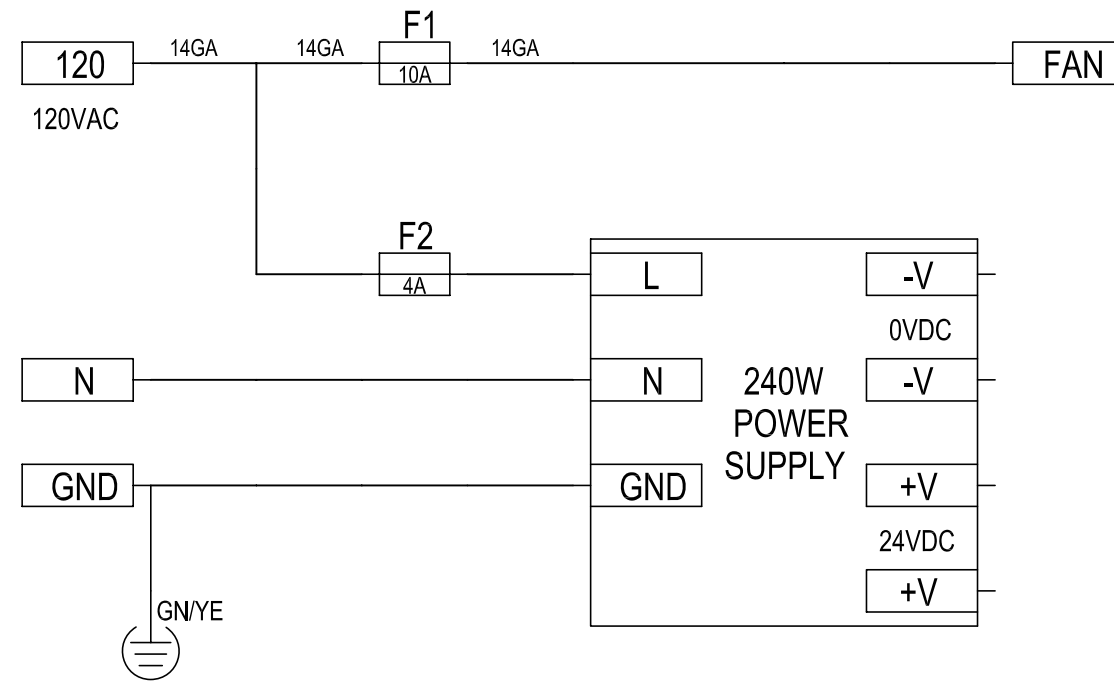 F1
14GA 14GA 14GA
120 10A FAN
120VAC
F2
4A
L -V
0VDC
N N 240W -V
POWER
SUPPLY
GND GND +V
24VDC
+V
GN/YE